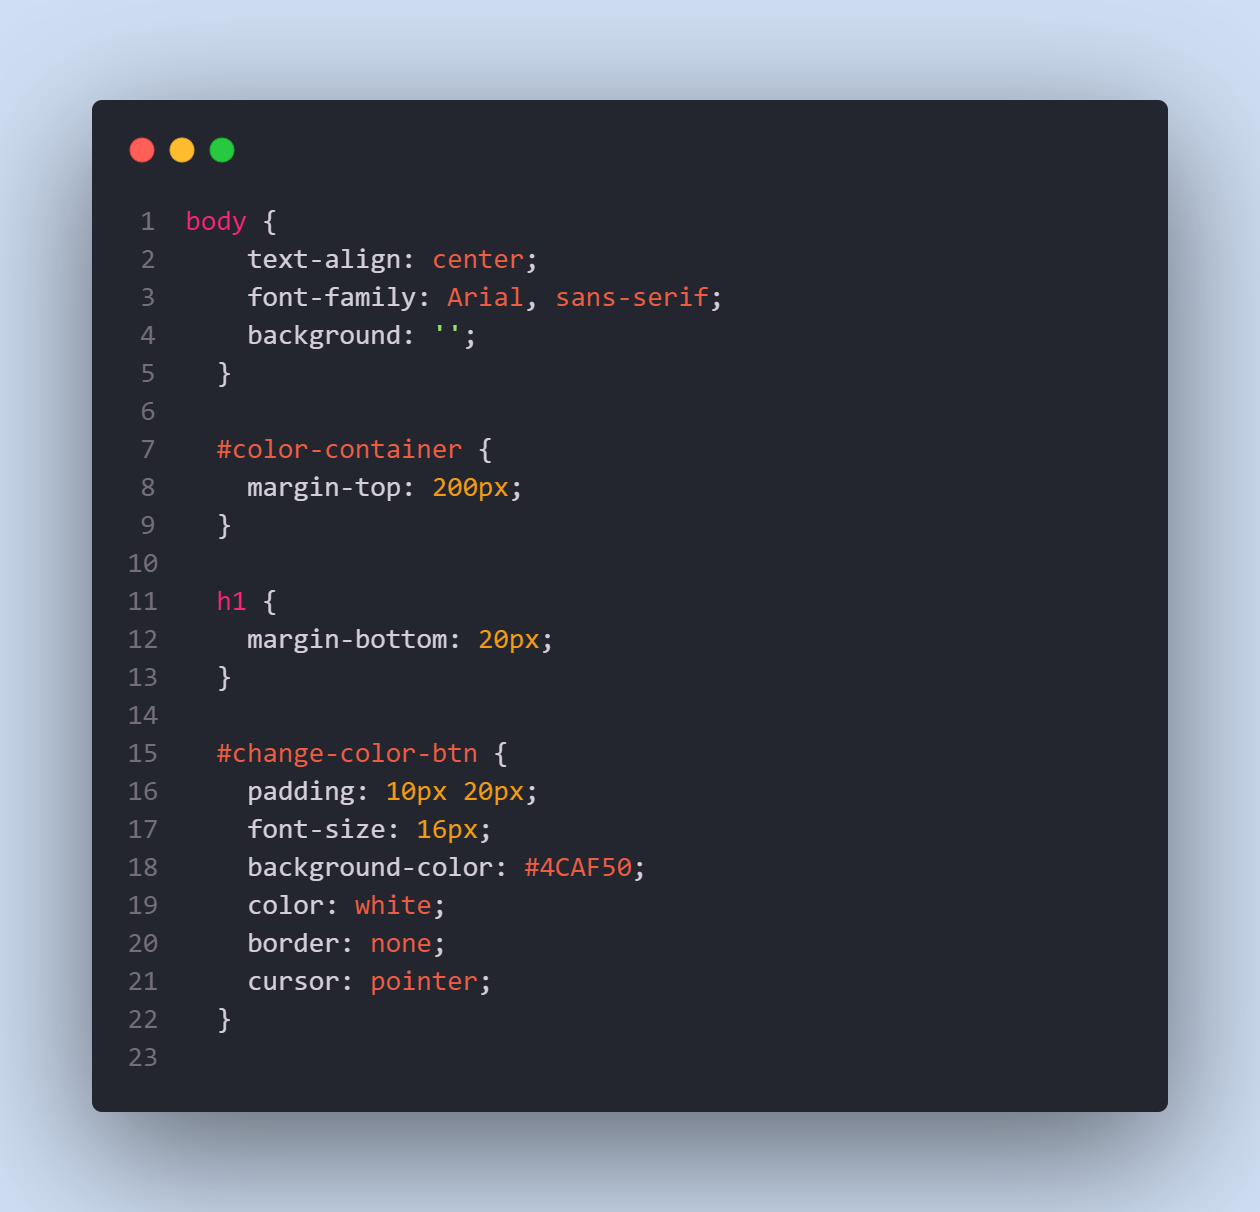 1 body {
2     text-align: center;
3     font-family: Arial, sans-serif;
4     background: '';
5   }
6
7   #color-container {
8     margin-top: 200px;
9   }
10
11   h1 {
12     margin-bottom: 20px;
13   }
14
15   #change-color-btn {
16     padding: 10px 20px;
17     font-size: 16px;
18     background-color: #4CAF50;
19     color: white;
20     border: none;
21     cursor: pointer;
22   }
23